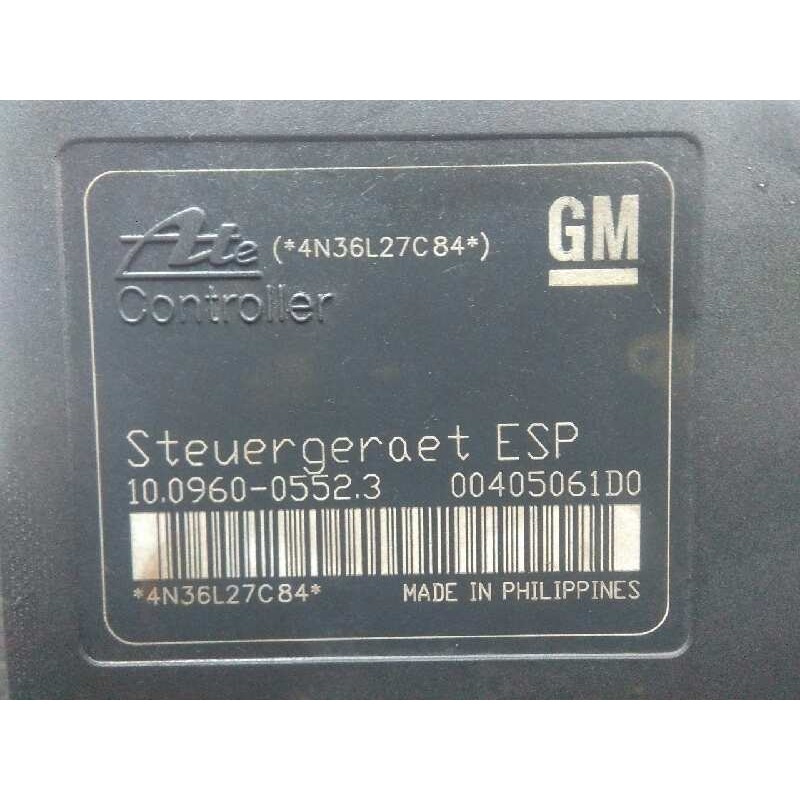 Ate (*4N36L27C84*) GM
Controller
Steuergeraet ESP
10.0960-0552.3 00405061D0
*4N36L27C84* MADE IN PHILIPPINES